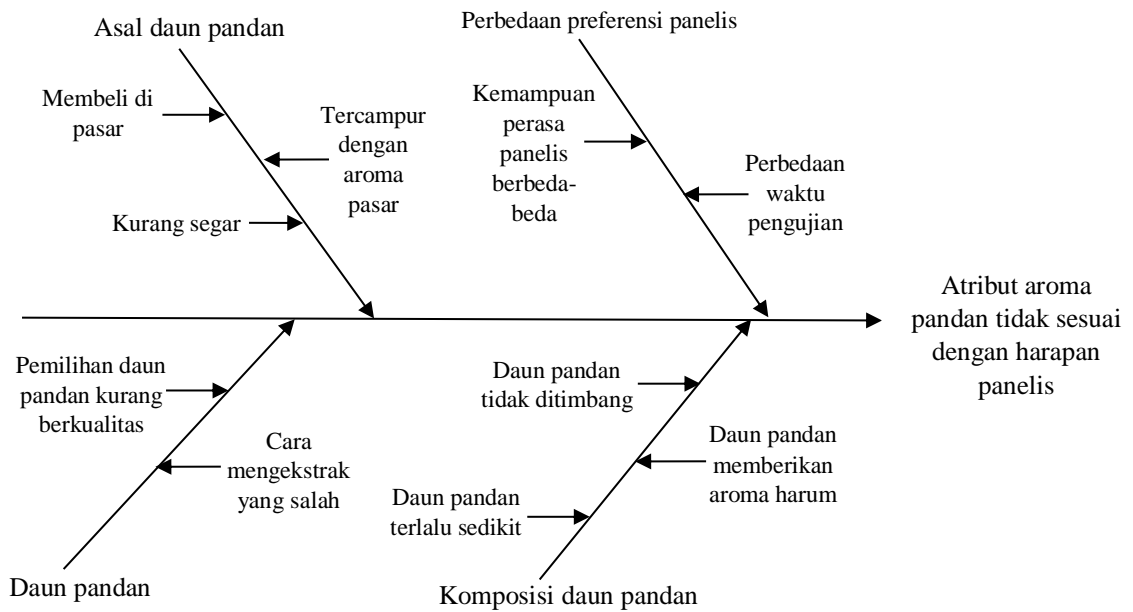 Asal daun pandan
Membeli di
pasar
Tercampur
dengan
aroma
pasar
Kurang segar
Perbedaan preferensi panelis
Kemampuan
perasa
panelis
berbeda-
beda
Perbedaan
waktu
pengujian
Atribut aroma
pandan tidak sesuai
dengan harapan
panelis
Pemilihan daun
pandan kurang
berkualitas
Cara
mengekstrak
yang salah
Daun pandan
Daun pandan
tidak ditimbang
Daun pandan
memberikan
aroma harum
Daun pandan
terlalu sedikit
Komposisi daun pandan